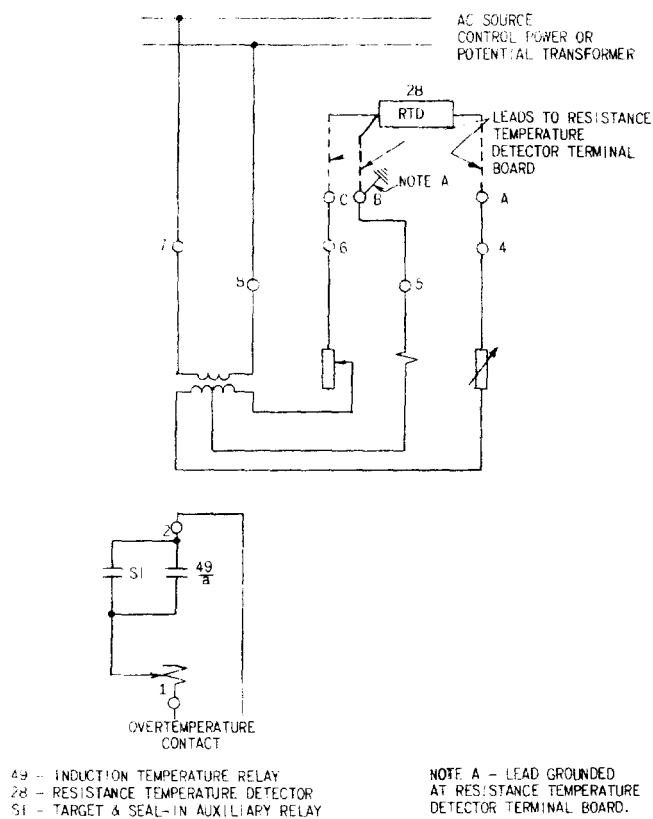 AC SOURCE
CONTROL POWER OR
POTENTIAL TRANSFORMER
28
RTD
LEADS TO RESISTANCE
TEMPERATURE
DETECTOR TERMINAL
BOARD
NOTE A
C
B
A
7
6
4
5
2
SI
49
a
1
OVERTEMPERATURE
CONTACT
49 - INDUCTION TEMPERATURE RELAY
28 - RESISTANCE TEMPERATURE DETECTOR
SI - TARGET & SEAL-IN AUXILIARY RELAY
NOTE A - LEAD GROUNDED
AT RESISTANCE TEMPERATURE
DETECTOR TERMINAL BOARD.